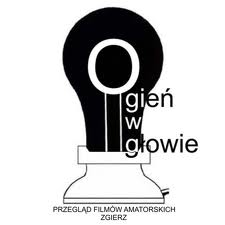 Ogień
w
głowie
PRZEGLĄD FILMÓW AMATORSKICH
ZGIERZ